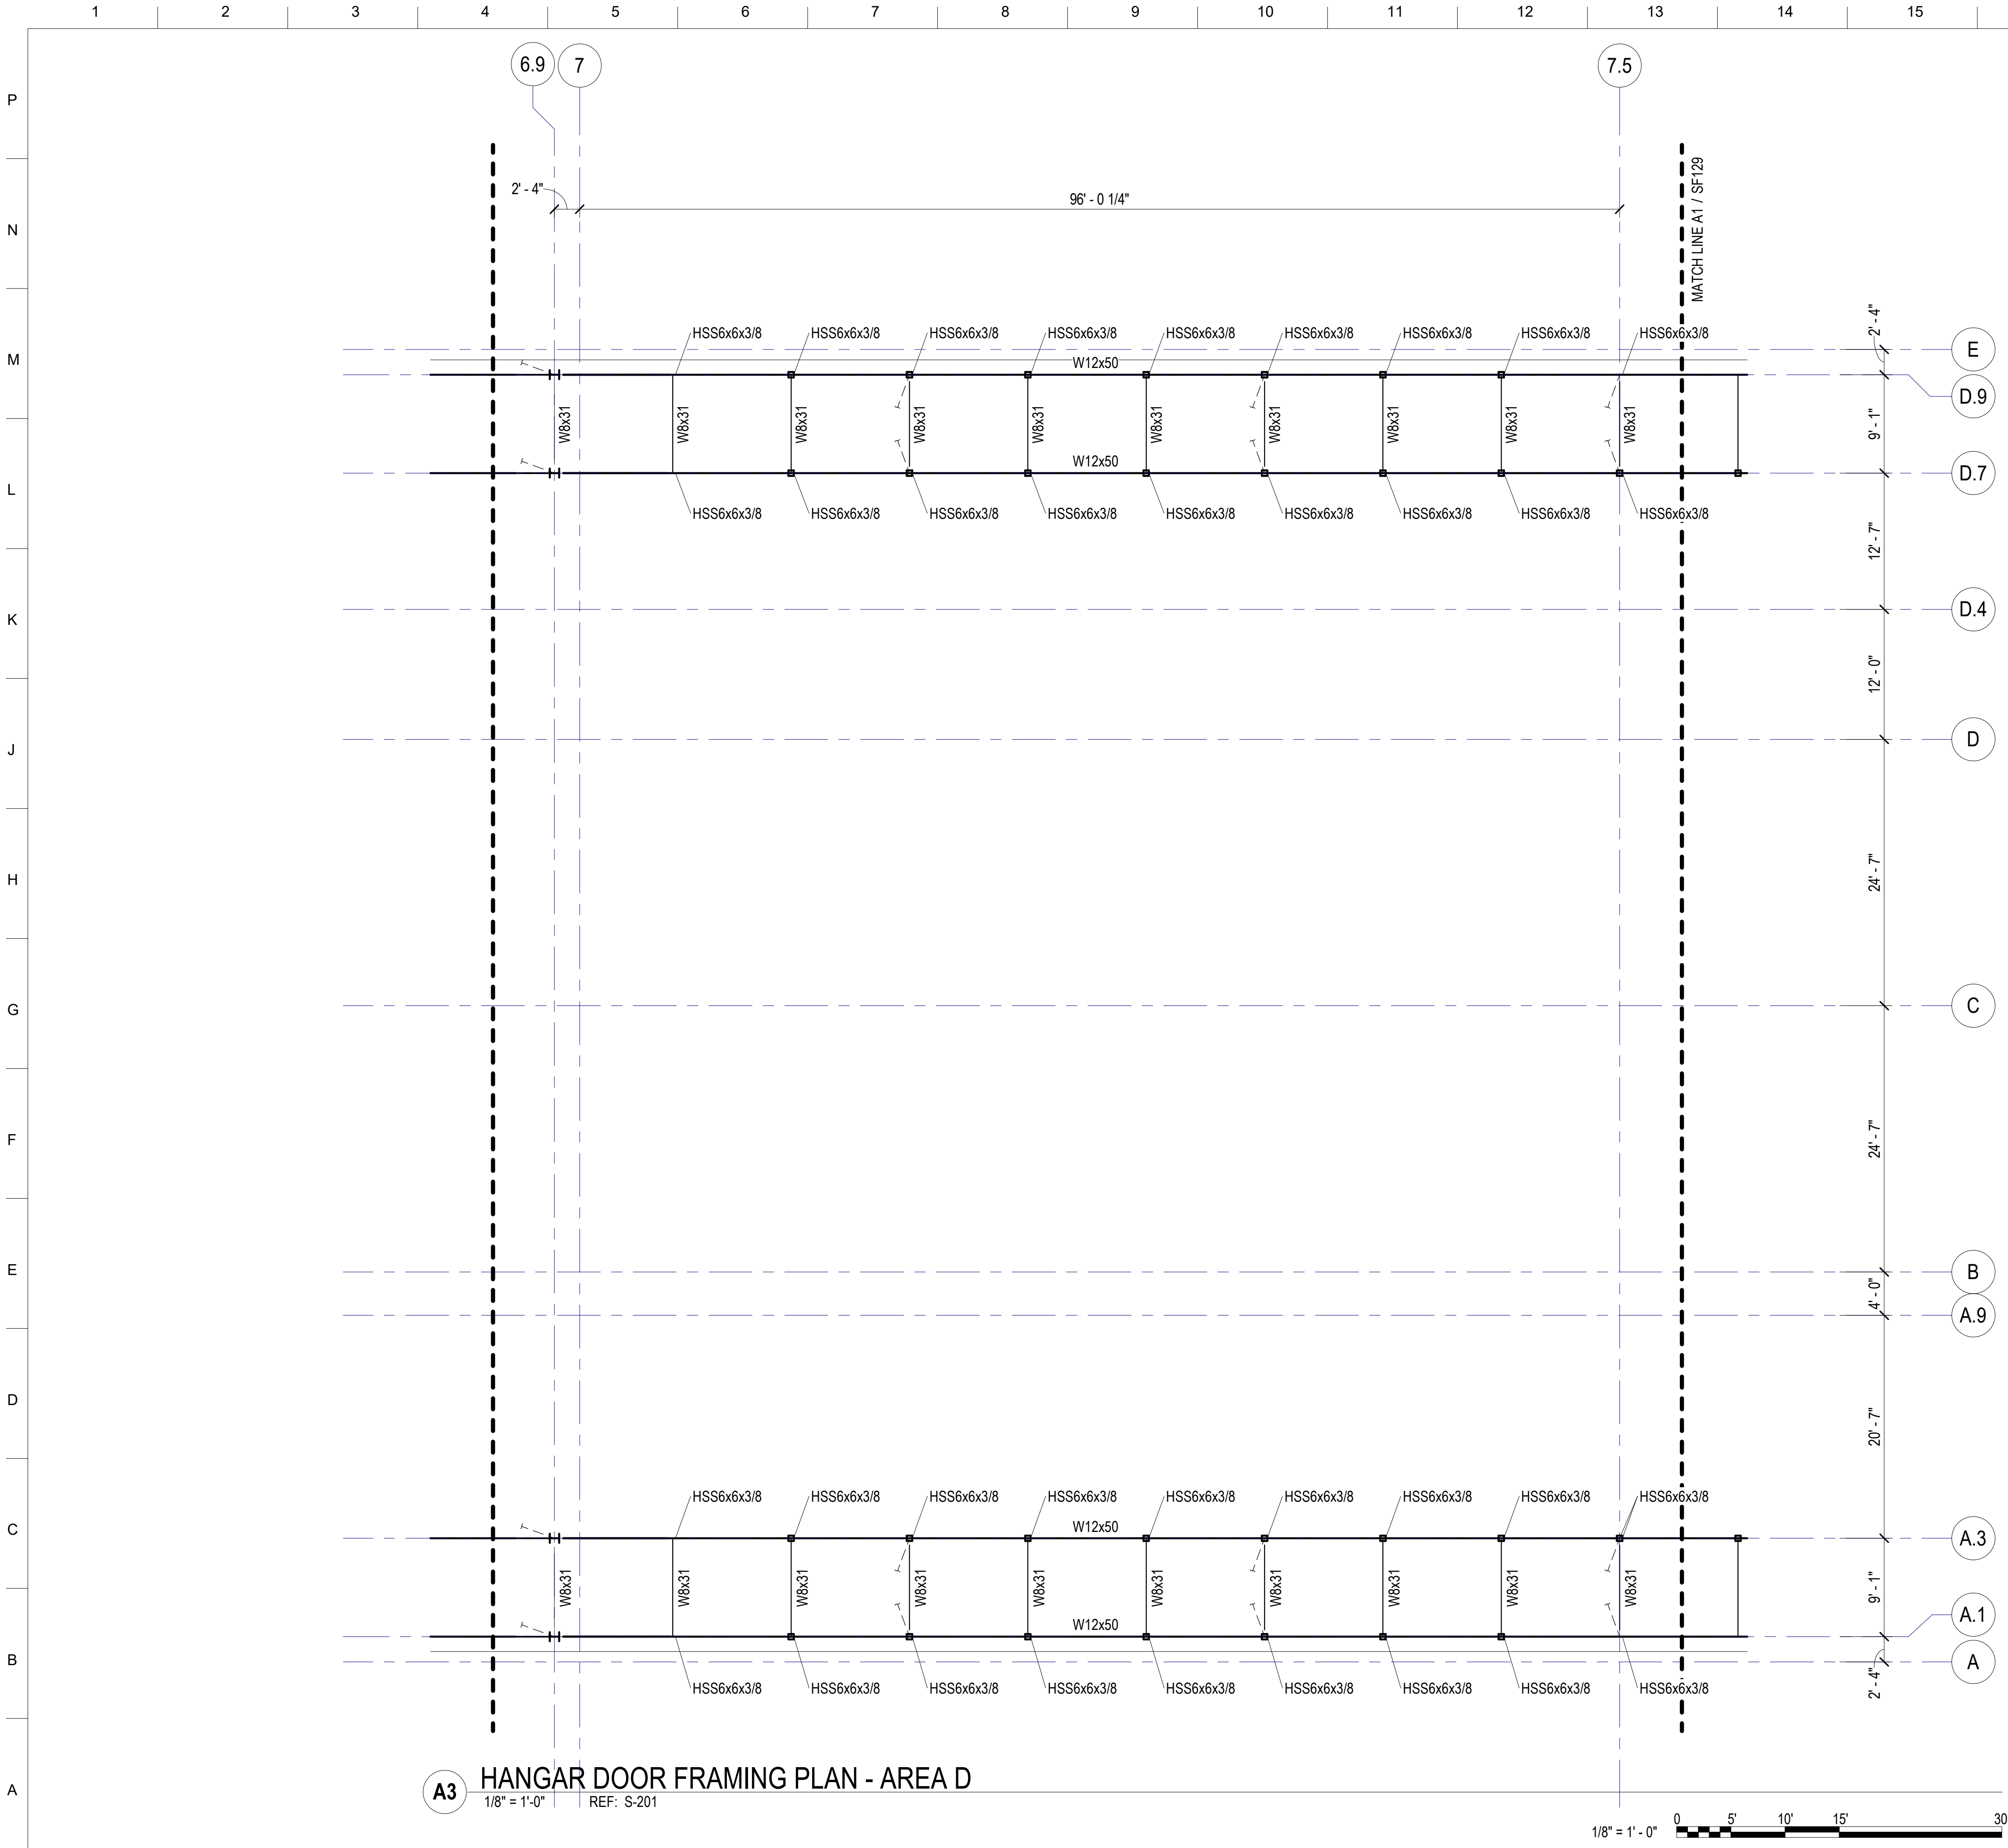 1 2 3 4 5 6 7 8 9 10 11 12 13 14 15
6.9 7 7.5
P
2' - 4" 96' - 0 1/4"
MATCH LINE A1 / SF129
N
HSS6x6x3/8 HSS6x6x3/8 HSS6x6x3/8 HSS6x6x3/8 HSS6x6x3/8 HSS6x6x3/8 HSS6x6x3/8 HSS6x6x3/8 HSS6x6x3/8
2' - 4"
E
M
W12x50
D.9
W8x31 W8x31 W8x31 W8x31 W8x31 W8x31 W8x31 W8x31 W8x31 W8x31
9' - 1"
W12x50
D.7
L
HSS6x6x3/8 HSS6x6x3/8 HSS6x6x3/8 HSS6x6x3/8 HSS6x6x3/8 HSS6x6x3/8 HSS6x6x3/8 HSS6x6x3/8 HSS6x6x3/8
12' - 7"
D.4
K
12' - 0"
D
J
24' - 7"
H
C
G
24' - 7"
F
B
E
4' - 0"
A.9
D
20' - 7"
HSS6x6x3/8 HSS6x6x3/8 HSS6x6x3/8 HSS6x6x3/8 HSS6x6x3/8 HSS6x6x3/8 HSS6x6x3/8 HSS6x6x3/8 HSS6x6x3/8
W12x50
C
A.3
W8x31 W8x31 W8x31 W8x31 W8x31 W8x31 W8x31 W8x31 W8x31 W8x31
9' - 1"
A.1
W12x50
B
A
HSS6x6x3/8 HSS6x6x3/8 HSS6x6x3/8 HSS6x6x3/8 HSS6x6x3/8 HSS6x6x3/8 HSS6x6x3/8 HSS6x6x3/8 HSS6x6x3/8
2' - 4"
A
A3 HANGAR DOOR FRAMING PLAN - AREA D
1/8" = 1'-0" REF: S-201
0 5' 10' 15' 30
1/8" = 1' - 0"